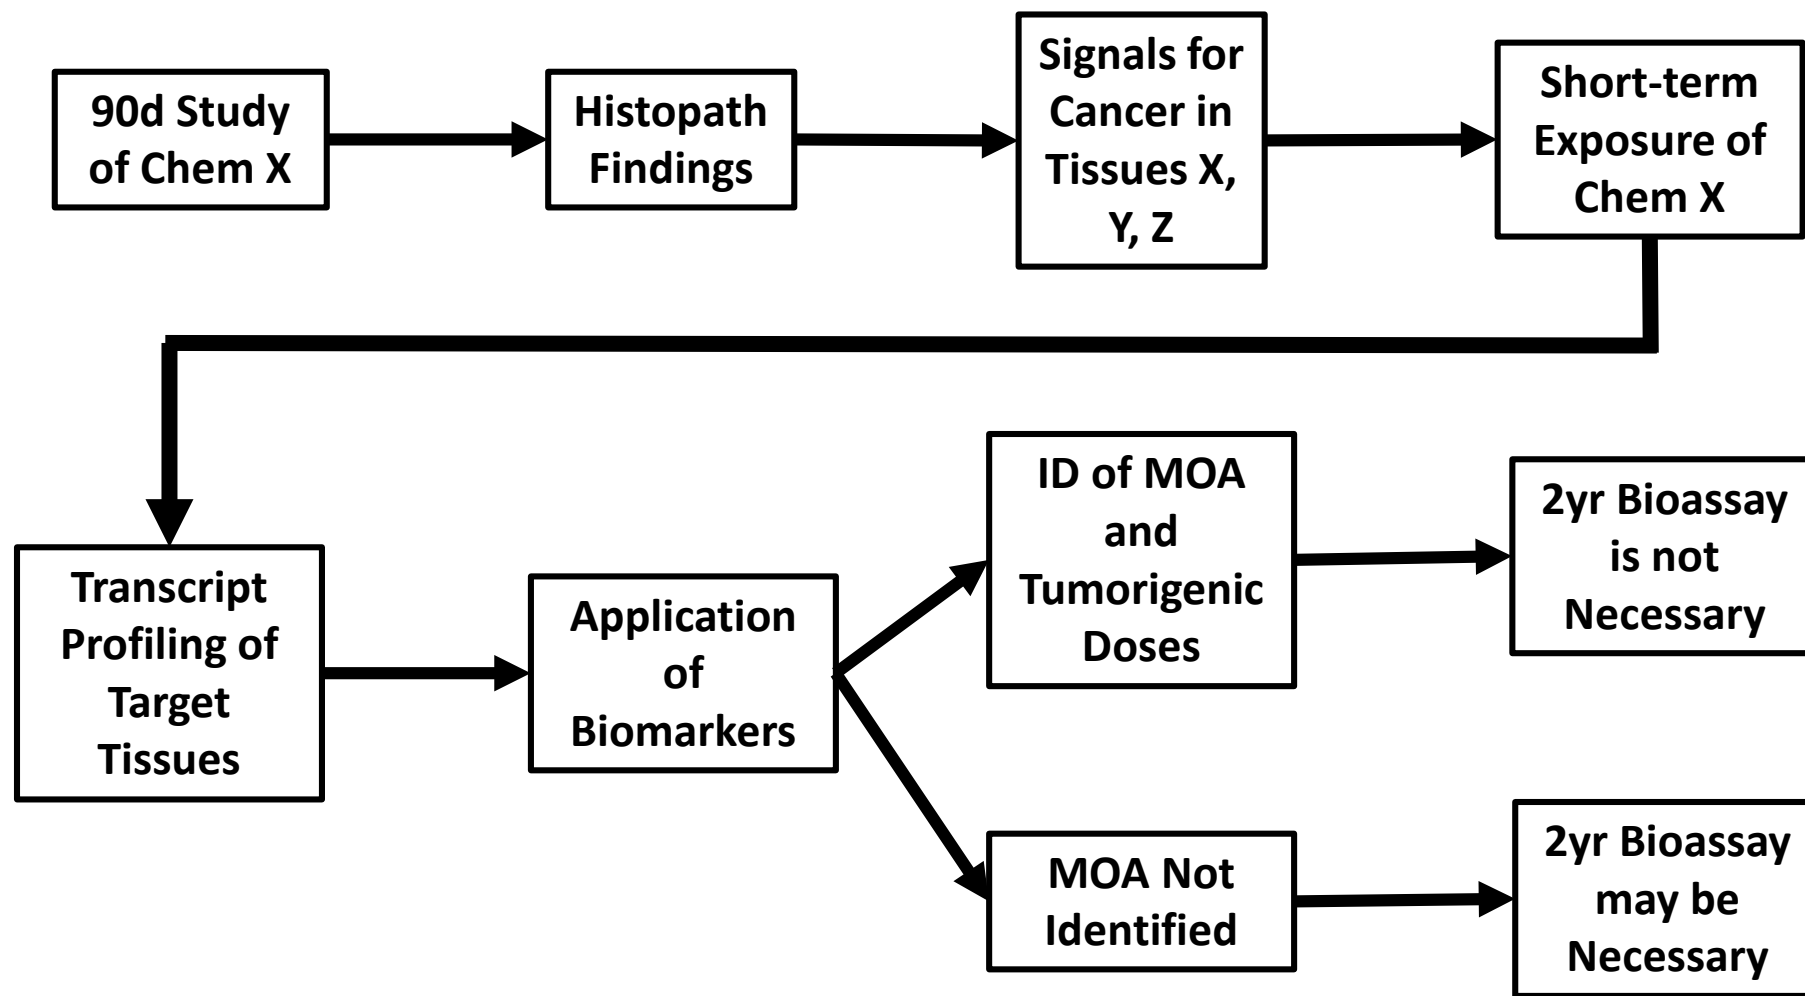 90d Study
of Chem X
Histopath
Findings
Signals for
Cancer in
Tissues X,
Y, Z
Short-term
Exposure of
Chem X
Transcript
Profiling of
Target
Tissues
Application
of
Biomarkers
ID of MOA
and
Tumorigenic
Doses
2yr Bioassay
is not
Necessary
MOA Not
Identified
2yr Bioassay
may be
Necessary